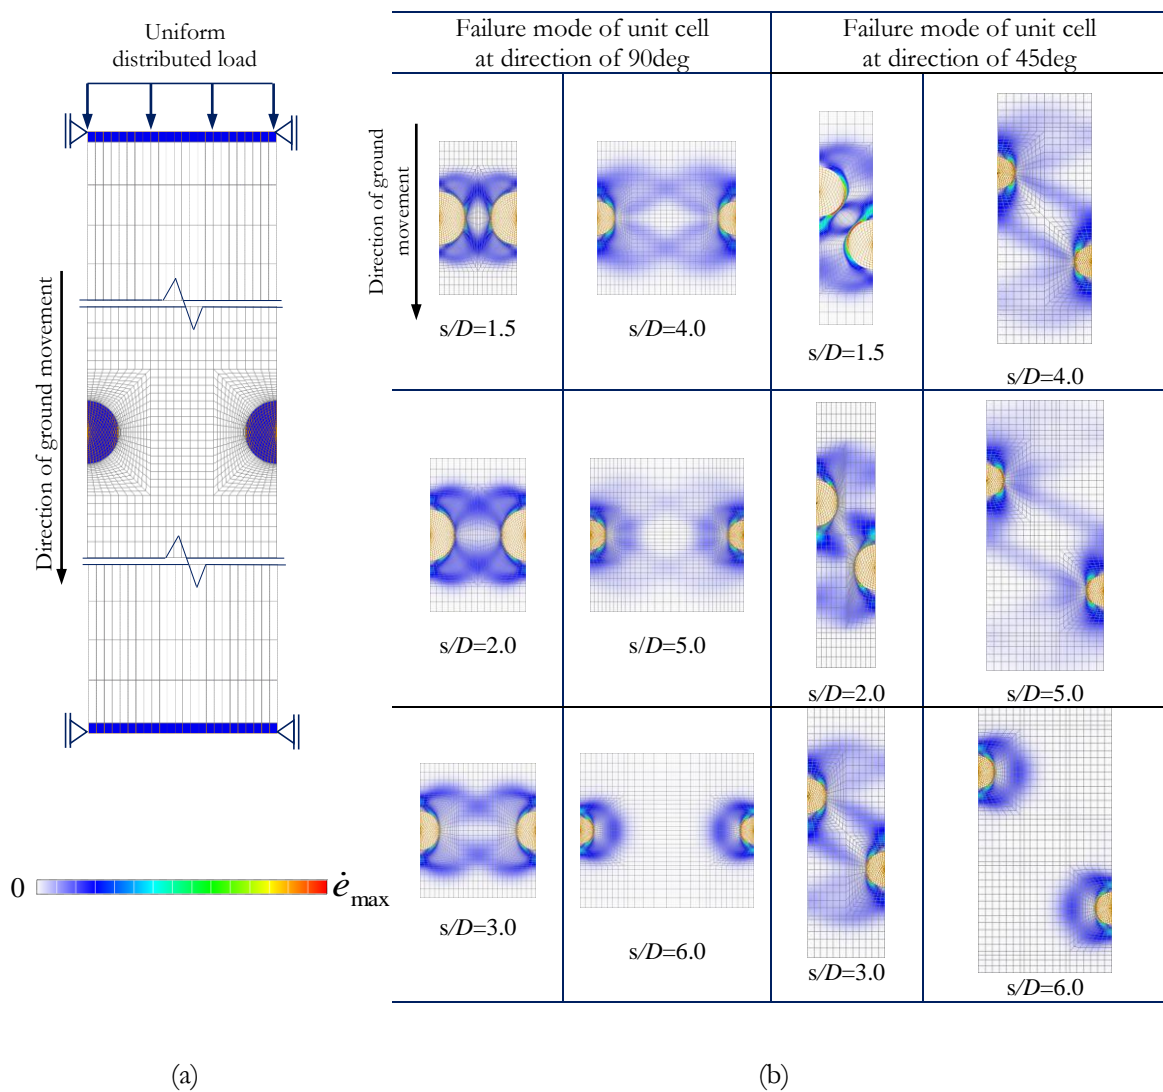 Uniform
distributed load
Direction of ground movement
0
ė max
(a)
Failure mode of unit cell
at direction of 90deg
Failure mode of unit cell
at direction of 45deg
Direction of ground
movement
s/D=1.5
s/D=4.0
s/D=1.5
s/D=4.0
s/D=2.0
s/D=5.0
s/D=2.0
s/D=5.0
s/D=3.0
s/D=6.0
s/D=3.0
s/D=6.0
(b)